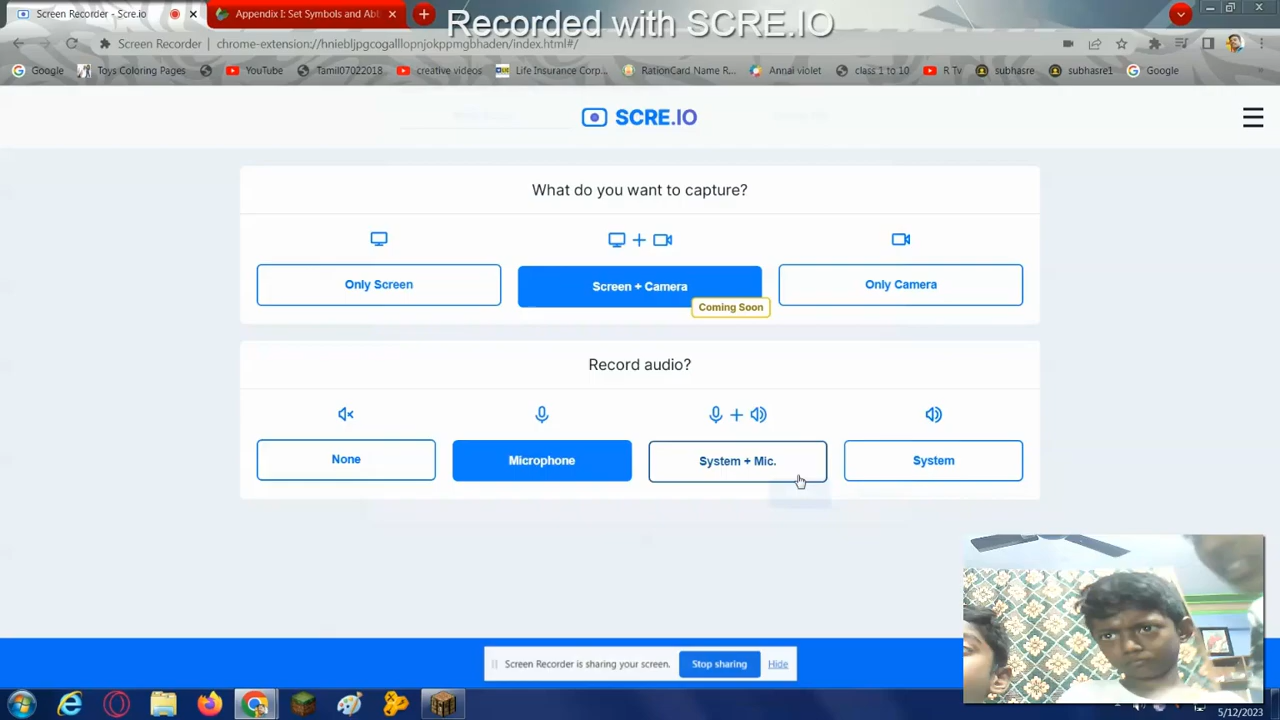 Screen Recorder - Scre.io
Appendix I: Set Symbols and Ab
Recorded with SCRE.IO
Screen Recorder | chrome-extension://hniebljpgcogalllopnjokppmgbhaden/index.html#/
Google
Toys Coloring Pages
YouTube
Tamil07022018
creative videos
Life Insurance Corp...
RationCard Name R...
Annai violet
class 1 to 10
R Tv
subhasre
subhasre1
Google
SCRE.IO
What do you want to capture?
Only Screen
Screen + Camera
Only Camera
Coming Soon
Record audio?
None
Microphone
System + Mic.
System
Screen Recorder is sharing your screen.
Stop sharing
Hide
5/12/2023